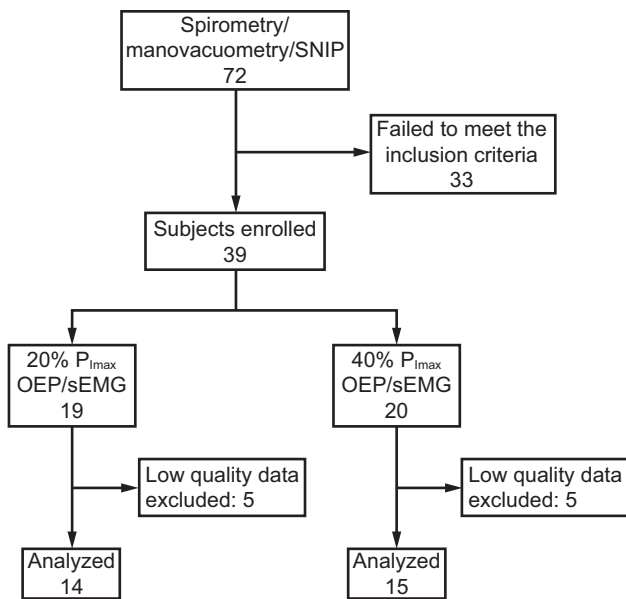 Spirometry/
manovacuometry/SNIP
72
Failed to meet the
inclusion criteria
33
Subjects enrolled
39
20% PImax
OEP/sEMG
19
40% PImax
OEP/sEMG
20
Low quality data
excluded: 5
Low quality data
excluded: 5
Analyzed
14
Analyzed
15